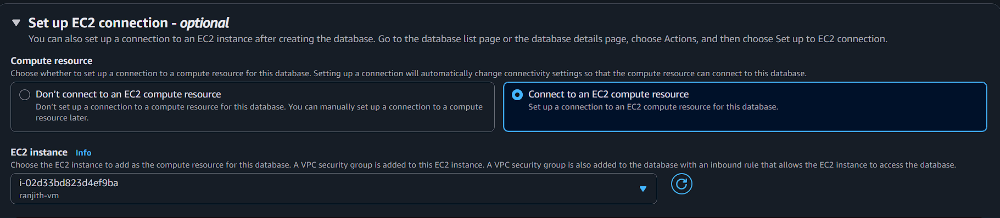 Set up EC2 connection - optional
You can also set up a connection to an EC2 instance after creating the database. Go to the database list page or the database details page, choose Actions, and then choose Set up to EC2 connection.
Compute resource
Choose whether to set up a connection to a compute resource for this database. Setting up a connection will automatically change connectivity settings so that the compute resource can connect to this database.
Don’t connect to an EC2 compute resource
Don’t set up a connection to a compute resource for this database. You can manually set up a connection to a compute
resource later.
Connect to an EC2 compute resource
Set up a connection to an EC2 compute resource for this database.
EC2 instance Info
Choose the EC2 instance to add as the compute resource for this database. A VPC security group is added to this EC2 instance. A VPC security group is also added to the database with an inbound rule that allows the EC2 instance to access the database.
i-02d33bd823d4ef9ba
ranjith-vm